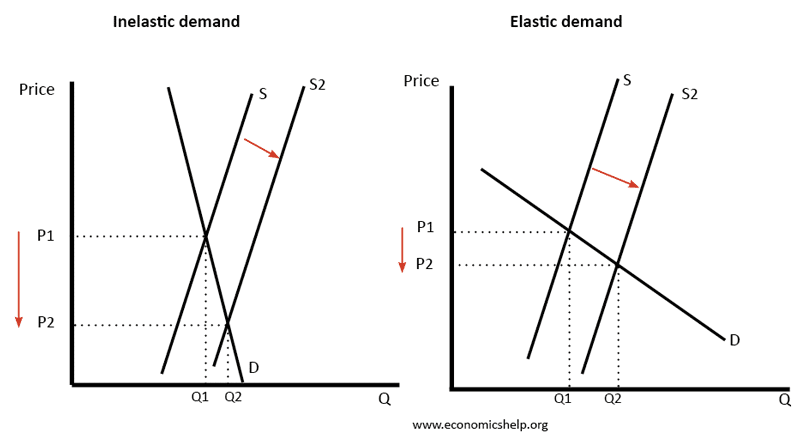 Inelastic demand
Price
S
S2
P1
P2
D
Q1
Q2
Q
Elastic demand
Price
S
S2
P1
P2
D
Q1
Q2
Q
www.economicshelp.org